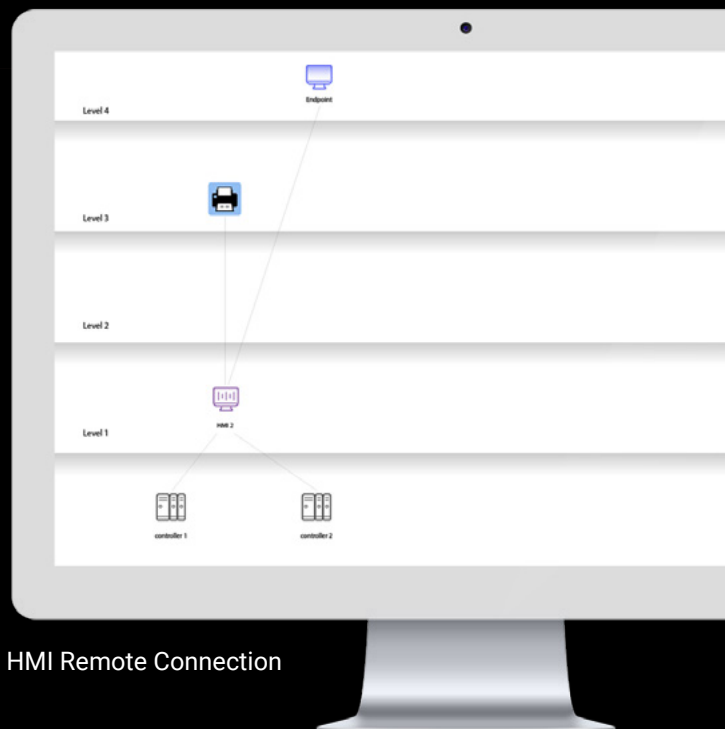 Endpoint
Level 4
Level 3
Level 2
HMI 2
Level 1
controller 1
controller 2
HMI Remote Connection